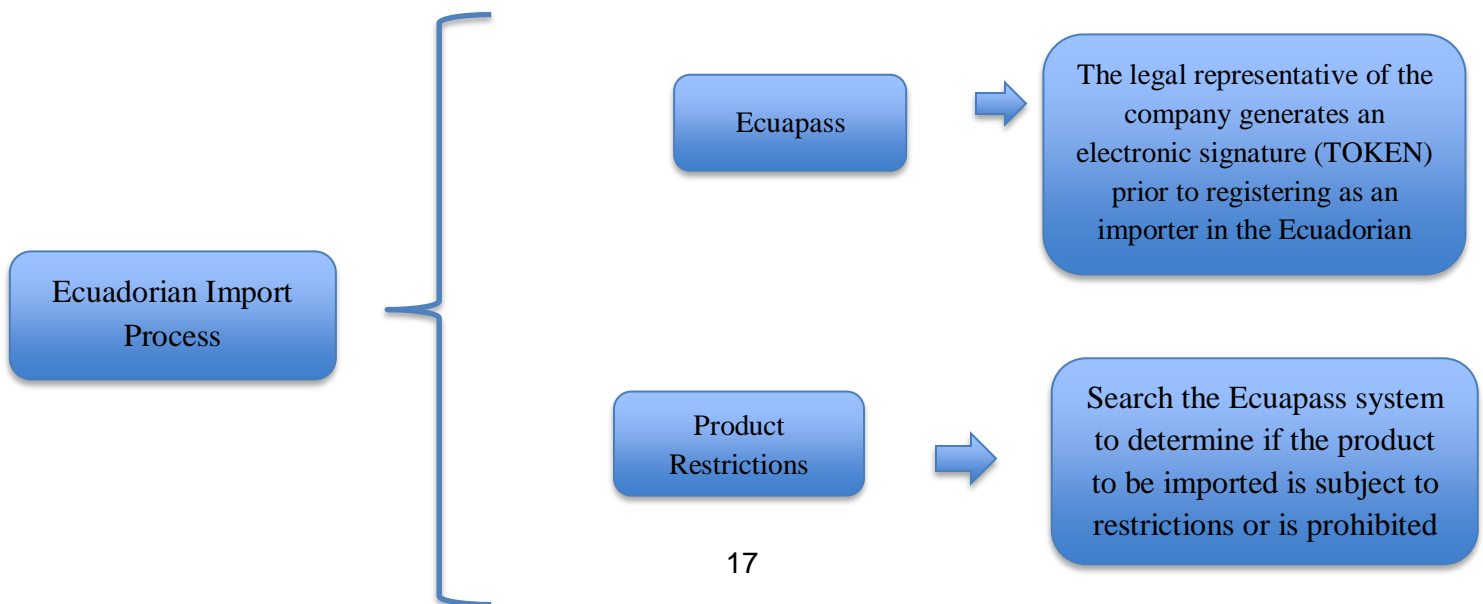 Ecuadorian Import
Process
Ecuapass
The legal representative of the
company generates an
electronic signature (TOKEN)
prior to registering as an
importer in the Ecuadorian
Product
Restrictions
Search the Ecuapass system
to determine if the product
to be imported is subject to
restrictions or is prohibited
17